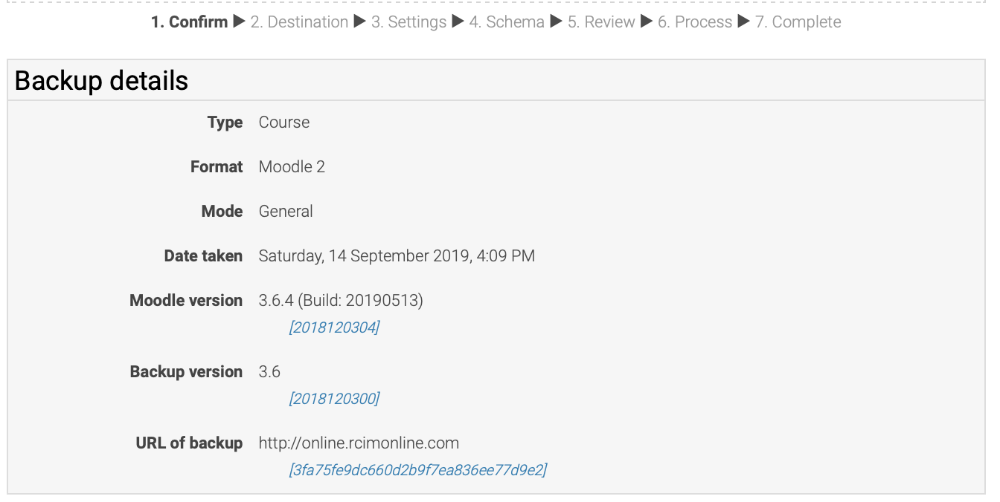 1. Confirm ► 2. Destination ► 3. Settings ► 4. Schema ► 5. Review ► 6. Process ► 7. Complete
Backup details
Type Course
Format Moodle 2
Mode General
Date taken Saturday, 14 September 2019, 4:09 PM
Moodle version 3.6.4 (Build: 20190513)
[2018120304]
Backup version 3.6
[2018120300]
URL of backup http://online.rcimonline.com
[3fa75fe9dc660d2b9f7ea836ee77d9e2]